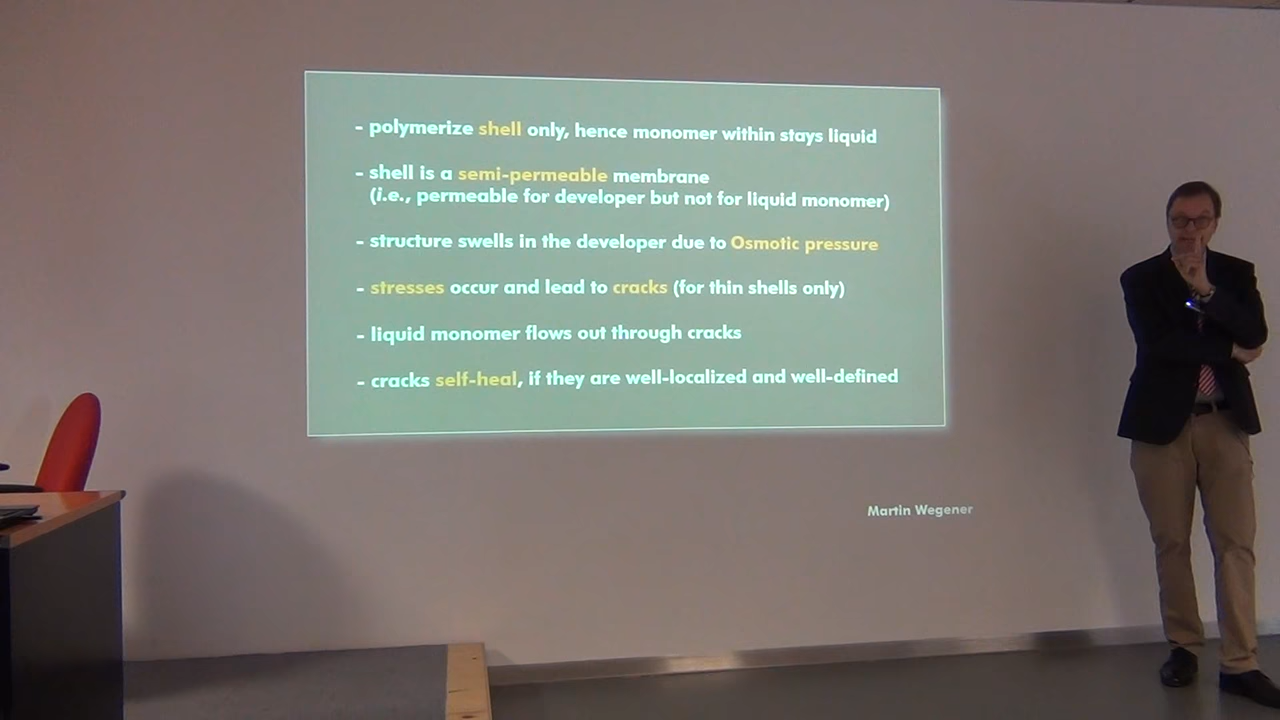 - polymerize shell only, hence monomer within stays liquid
- shell is a semi-permeable membrane
(i.e., permeable for developer but not for liquid monomer)
- structure swells in the developer due to Osmotic pressure
- stresses occur and lead to cracks (for thin shells only)
- liquid monomer flows out through cracks
- cracks self-heal, if they are well-localized and well-defined
Martin Wegener